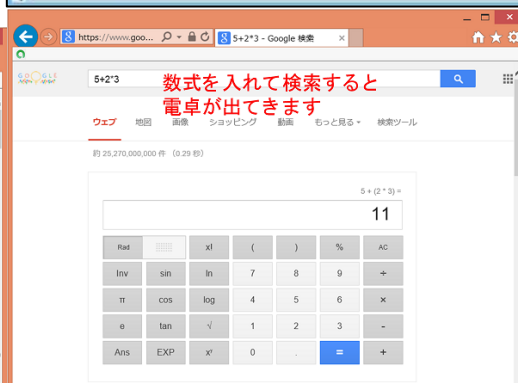 https://www.goo...
5+2*3 - Google 検索
GOOGLE
5+2*3
数式を入れて検索すると
電卓が出てきます
ウェブ 地図 画像 ショッピング 動画 もっと見る 検索ツール
約 25,270,000,000 件 （0.29 秒）
5 + (2 * 3) =
11
Rad x! ( ) % AC
Inv sin ln 7 8 9 ÷
π cos log 4 5 6 ×
e tan √ 1 2 3 -
Ans EXP xʸ 0 . = +